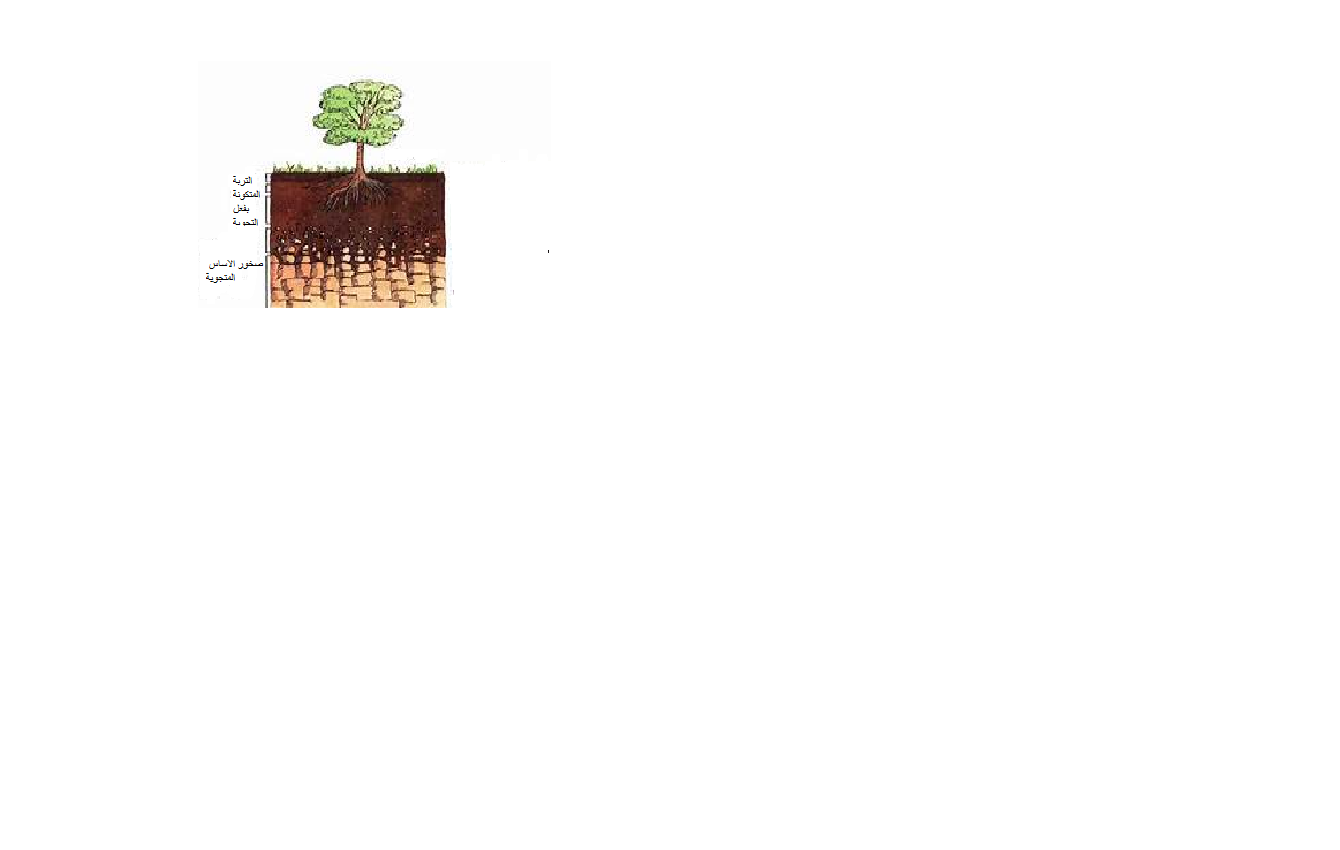 التربة
المتكونة
بفعل
التجوية
صخور الاساس
المتجوية